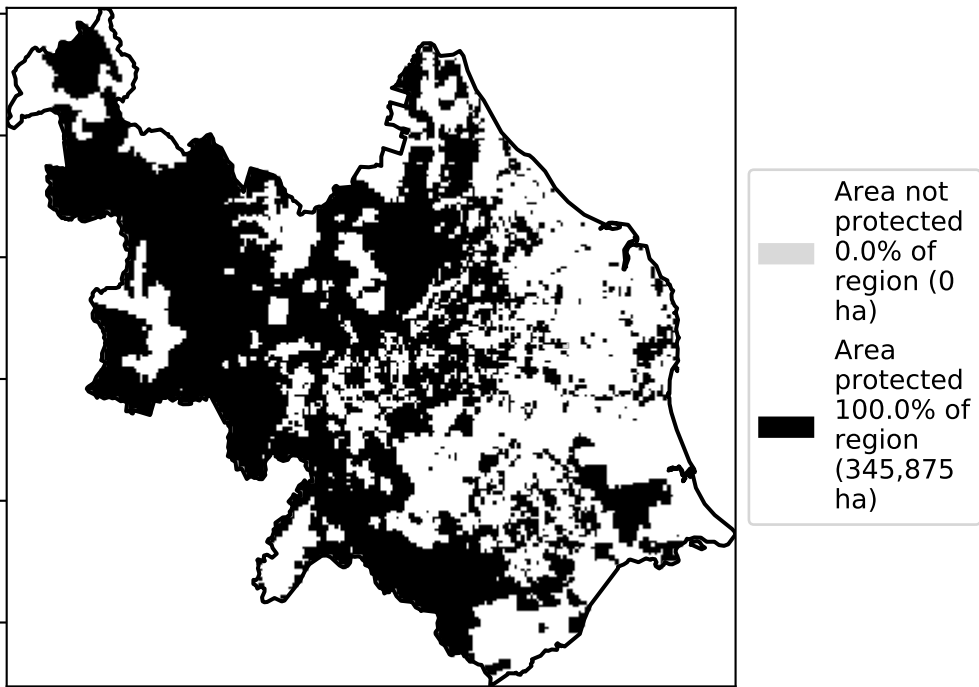 Area not
protected
0.0% of
region (0
ha)
Area
protected
100.0% of
region
(345,875
ha)